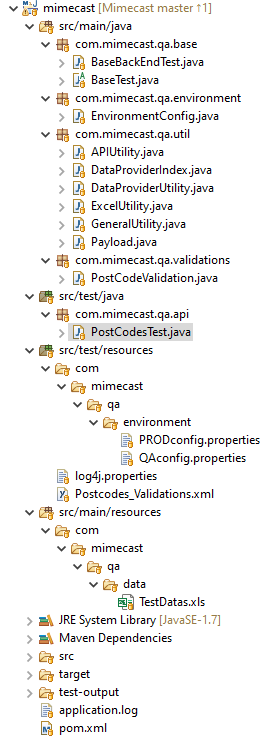 mimecast [Mimecast master ↑1]
src/main/java
com.mimecast.qa.base
BaseBackEndTest.java
BaseTest.java
com.mimecast.qa.environment
EnvironmentConfig.java
com.mimecast.qa.util
APIUtility.java
DataProviderIndex.java
DataProviderUtility.java
ExcelUtility.java
GeneralUtility.java
Payload.java
com.mimecast.qa.validations
PostCodeValidation.java
src/test/java
com.mimecast.qa.api
PostCodesTest.java
src/test/resources
com
mimecast
qa
environment
PRODconfig.properties
QAconfig.properties
log4j.properties
Postcodes_Validations.xml
src/main/resources
com
mimecast
qa
data
TestDatas.xls
JRE System Library [JavaSE-1.7]
Maven Dependencies
src
target
test-output
application.log
pom.xml